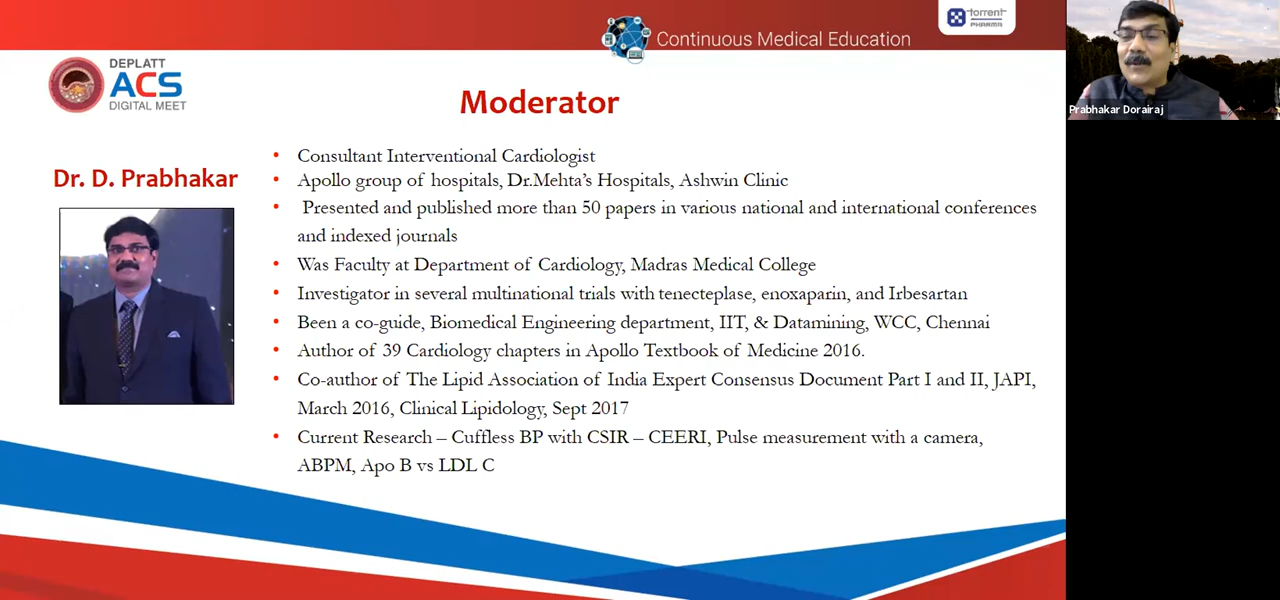 torrent
PHARMA
Continuous Medical Education
DEPLATT
ACS
DIGITAL MEET
Moderator
Prabhakar Dorairaj
Dr. D. Prabhakar
• Consultant Interventional Cardiologist
• Apollo group of hospitals, Dr.Mehta's Hospitals, Ashwin Clinic
• Presented and published more than 50 papers in various national and international conferences
and indexed journals
• Was Faculty at Department of Cardiology, Madras Medical College
• Investigator in several multinational trials with tenecteplase, enoxaparin, and Irbesartan
• Been a co-guide, Biomedical Engineering department, IIT, & Datamining, WCC, Chennai
• Author of 39 Cardiology chapters in Apollo Textbook of Medicine 2016.
• Co-author of The Lipid Association of India Expert Consensus Document Part I and II, JAPI,
March 2016, Clinical Lipidology, Sept 2017
• Current Research – Cuffless BP with CSIR – CEERI, Pulse measurement with a camera,
ABPM, Apo B vs LDL C